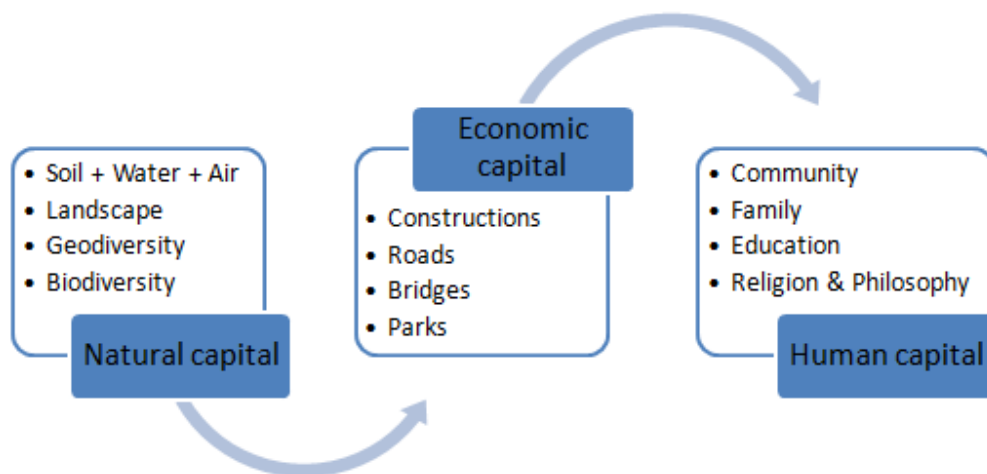 • Soil + Water + Air
• Landscape
• Geodiversity
• Biodiversity
Natural capital
Economic
capital
• Constructions
• Roads
• Bridges
• Parks
• Community
• Family
• Education
• Religion & Philosophy
Human capital